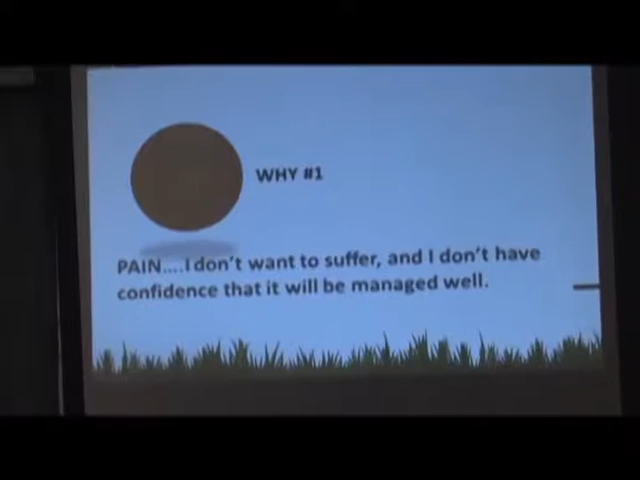 WHY #1
PAIN....I don't want to suffer, and I don't have
confidence that it will be managed well.